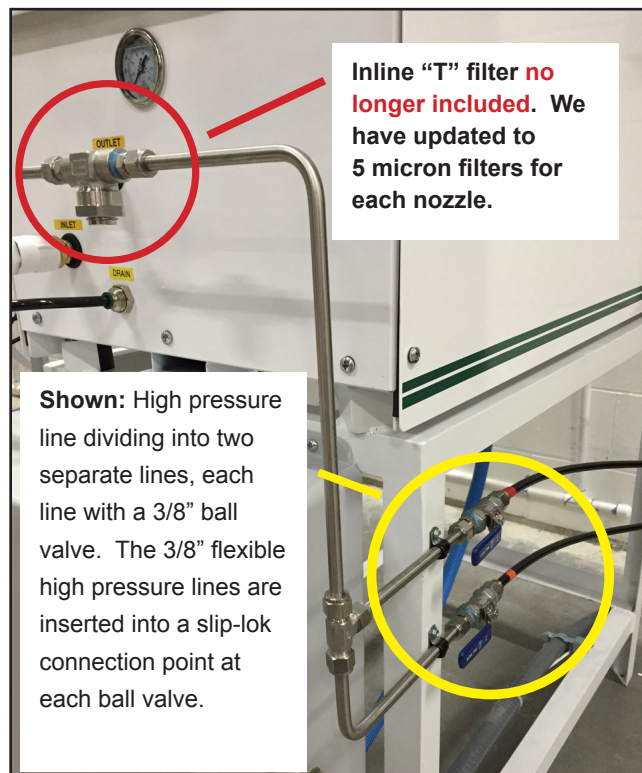 Inline “T” filter no
longer included. We
have updated to
5 micron filters for
each nozzle.
OUTLET
INLET
DRAIN
Shown: High pressure
line dividing into two
separate lines, each
line with a 3/8” ball
valve. The 3/8” flexible
high pressure lines are
inserted into a slip-lok
connection point at
each ball valve.